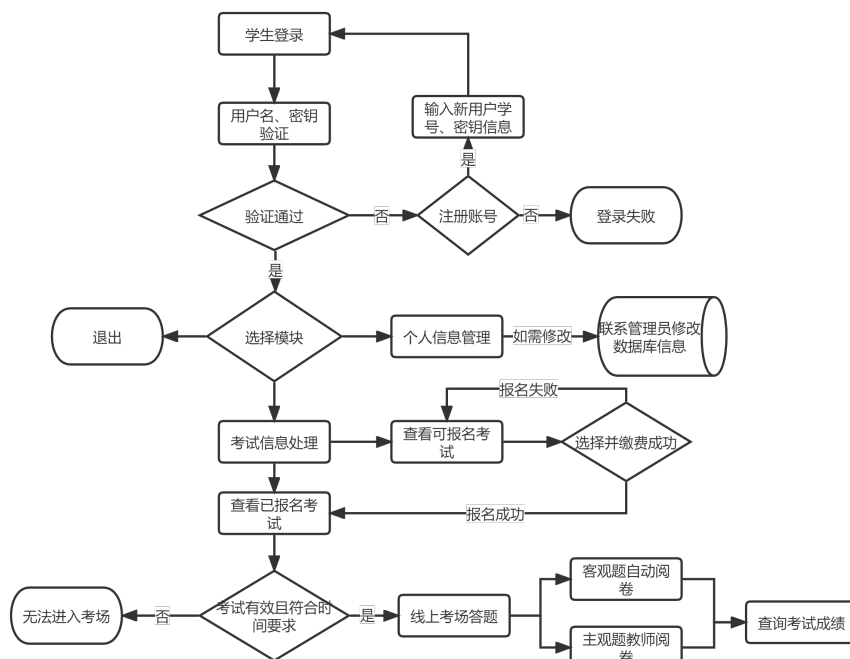 学生登录
用户名、密钥
验证
输入新用户学
号、密钥信息
是
验证通过
否
注册账号
否
登录失败
是
退出
选择模块
个人信息管理
如需修改
联系管理员修改
数据库信息
报名失败
考试信息处理
查看可报名考
试
选择并缴费成功
查看已报名考
试
报名成功
无法进入考场
否
考试有效且符合时
间要求
是
线上考场答题
客观题自动阅
卷
主观题教师阅
卷
查询考试成绩